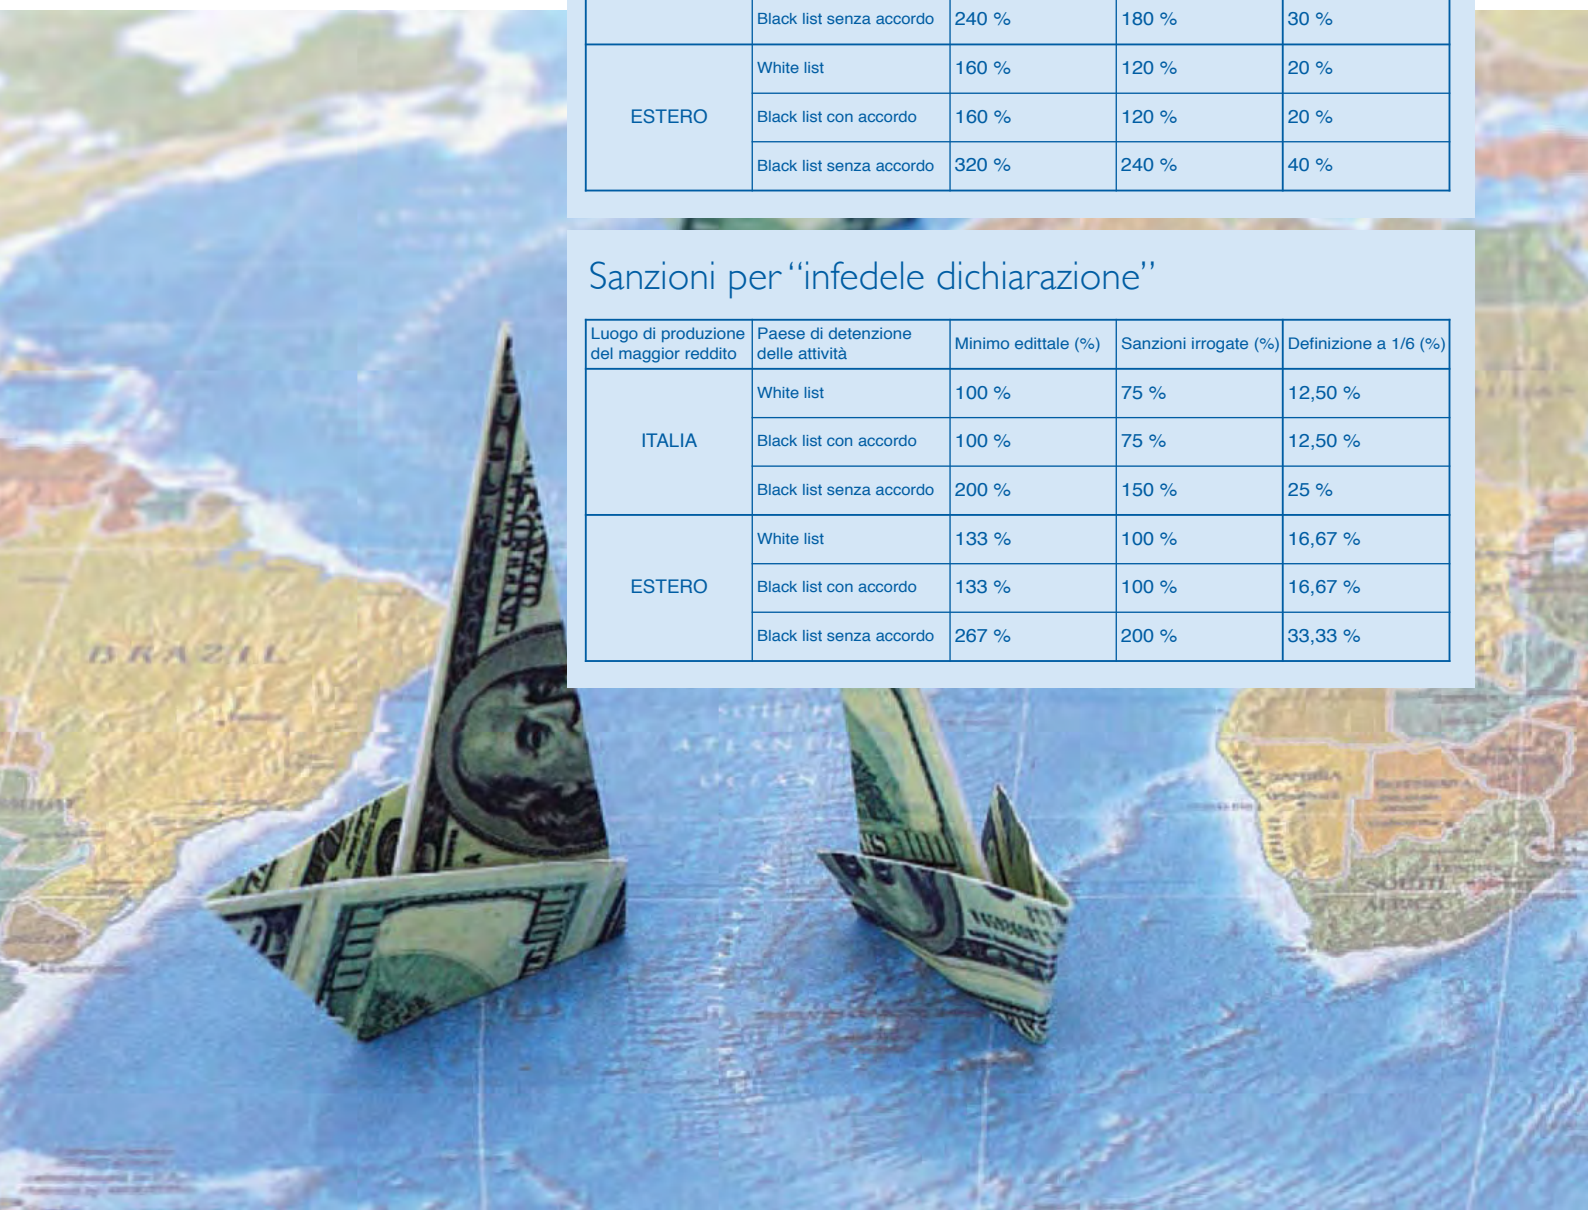 Black list senza accordo 240 % 180 % 30 %
ESTERO
White list 160 % 120 % 20 %
Black list con accordo 160 % 120 % 20 %
Black list senza accordo 320 % 240 % 40 %
Sanzioni per “infedele dichiarazione”
Luogo di produzione del maggior reddito Paese di detenzione delle attività Minimo edittale (%) Sanzioni irrogate (%) Definizione a 1/6 (%)
ITALIA
White list 100 % 75 % 12,50 %
Black list con accordo 100 % 75 % 12,50 %
Black list senza accordo 200 % 150 % 25 %
ESTERO
White list 133 % 100 % 16,67 %
Black list con accordo 133 % 100 % 16,67 %
Black list senza accordo 267 % 200 % 33,33 %
BRAZIL
ATLANTIC
OCEAN
SOUTH
AFRICA